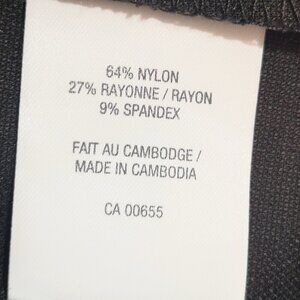 64% NYLON
27% RAYONNE / RAYON
9% SPANDEX
FAIT AU CAMBODGE /
MADE IN CAMBODIA
CA 00655